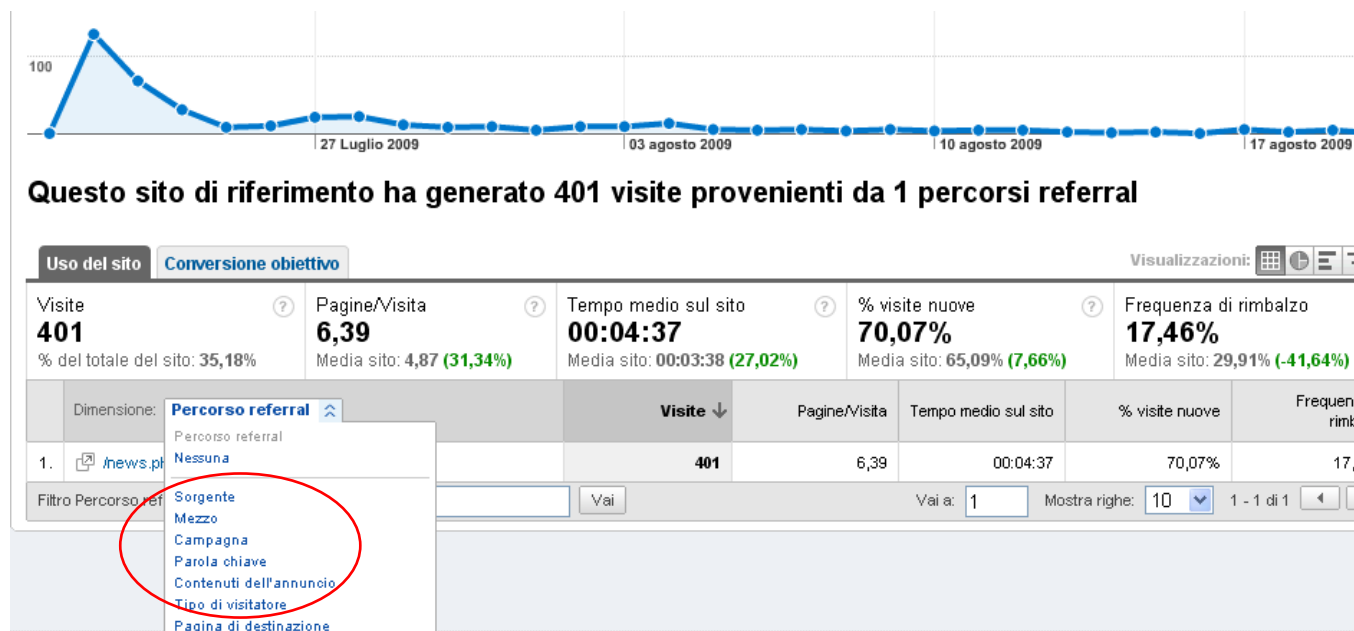 100
27 Luglio 2009 03 agosto 2009 10 agosto 2009 17 agosto 2009
Questo sito di riferimento ha generato 401 visite provenienti da 1 percorsi referral
Uso del sito Conversione obiettivo Visualizzazioni:
Visite ? Pagine/Visita ? Tempo medio sul sito ? % visite nuove ? Frequenza di rimbalzo
401 6,39 00:04:37 70,07% 17,46%
% del totale del sito: 35,18% Media sito: 4,87 (31,34%) Media sito: 00:03:38 (27,02%) Media sito: 65,09% (7,66%) Media sito: 29,91% (-41,64%)
Dimensione: Percorso referral Visite Pagine/Visita Tempo medio sul sito % visite nuove
Percorso referral
Nessuna
1. 401 6,39 00:04:37 70,07% 17,
Filtro Percorso Vai Vai a: 1 Mostra righe: 10 1 - 1 di 1
Sorgente
Mezzo
Campagna
Parola chiave
Contenuti dell'annuncio
Tipo di visitatore
Pagina di destinazione